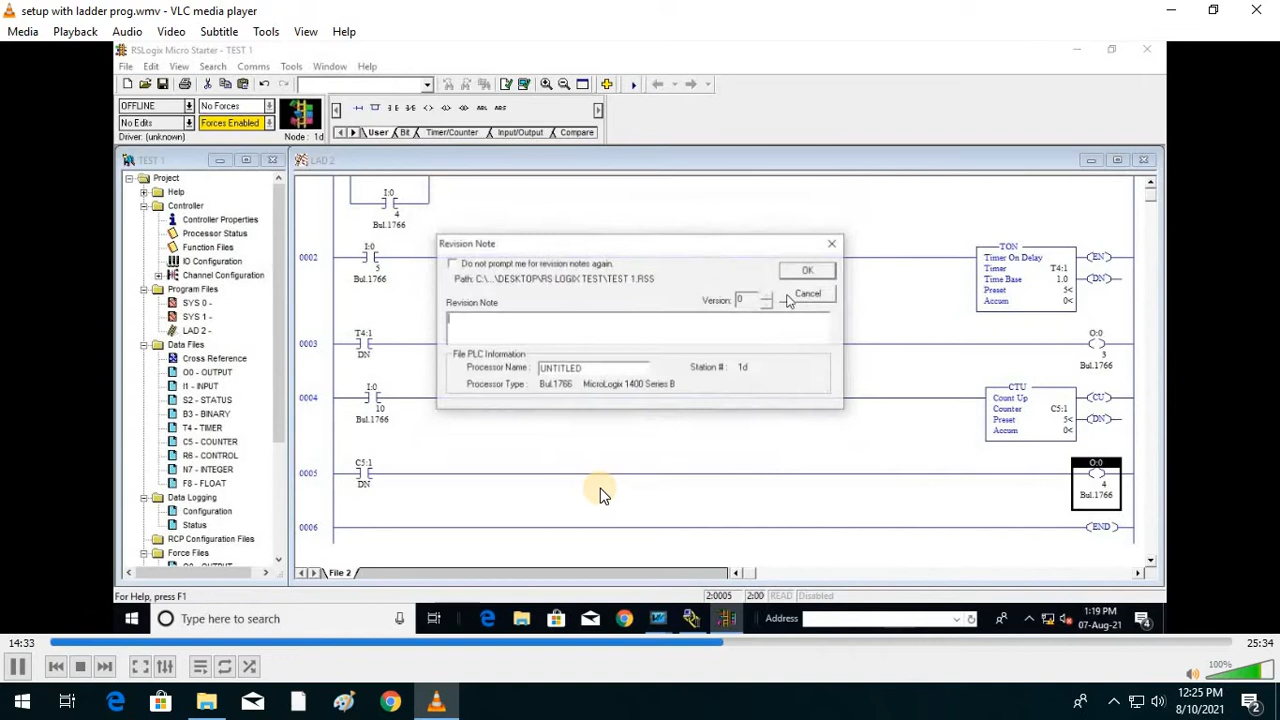 setup with ladder prog.wmv - VLC media player
Media Playback Audio Video Subtitle Tools View Help
RSLogix Micro Starter - TEST 1
File Edit View Search Comms Tools Window Help
OFFLINE No Forces
No Edits Forces Enabled
Driver: (unknown) Node: 1d
User Bit Timer/Counter Input/Output Compare
TEST 1
Project
Help
Controller
Controller Properties
Processor Status
Function Files
IO Configuration
Channel Configuration
Program Files
SYS 0 -
SYS 1 -
LAD 2 -
Data Files
Cross Reference
O0 - OUTPUT
I1 - INPUT
S2 - STATUS
B3 - BINARY
T4 - TIMER
C5 - COUNTER
R6 - CONTROL
N7 - INTEGER
F8 - FLOAT
Data Logging
Configuration
Status
RCP Configuration Files
Force Files
O0 - OUTPUT
LAD 2
I:0
4
Bul.1766
0002
I:0
5
Bul.1766
TON
Timer On Delay
Timer T4:1
Time Base 1.0
Preset 5<
Accum 0<
EN
DN
0003
T4:1
DN
O:0
3
Bul.1766
0004
I:0
10
Bul.1766
CTU
Count Up
Counter C5:1
Preset 5<
Accum 0<
CU
DN
0005
C5:1
DN
O:0
4
Bul.1766
0006
END
Revision Note
Do not prompt me for revision notes again.
Path: C:\...\DESKTOP\RS LOGIX TEST\TEST 1.RSS
OK
Cancel
Version: 0
Revision Note
File PLC Information
Processor Name : UNTITLED Station # : 1d
Processor Type : Bul.1766 MicroLogix 1400 Series B
File 2
For Help, press F1
2:0005 2:00 READ Disabled
Type here to search
Address
1:19 PM
07-Aug-21
4
14:33
25:34
100%
12:25 PM
8/10/2021
2